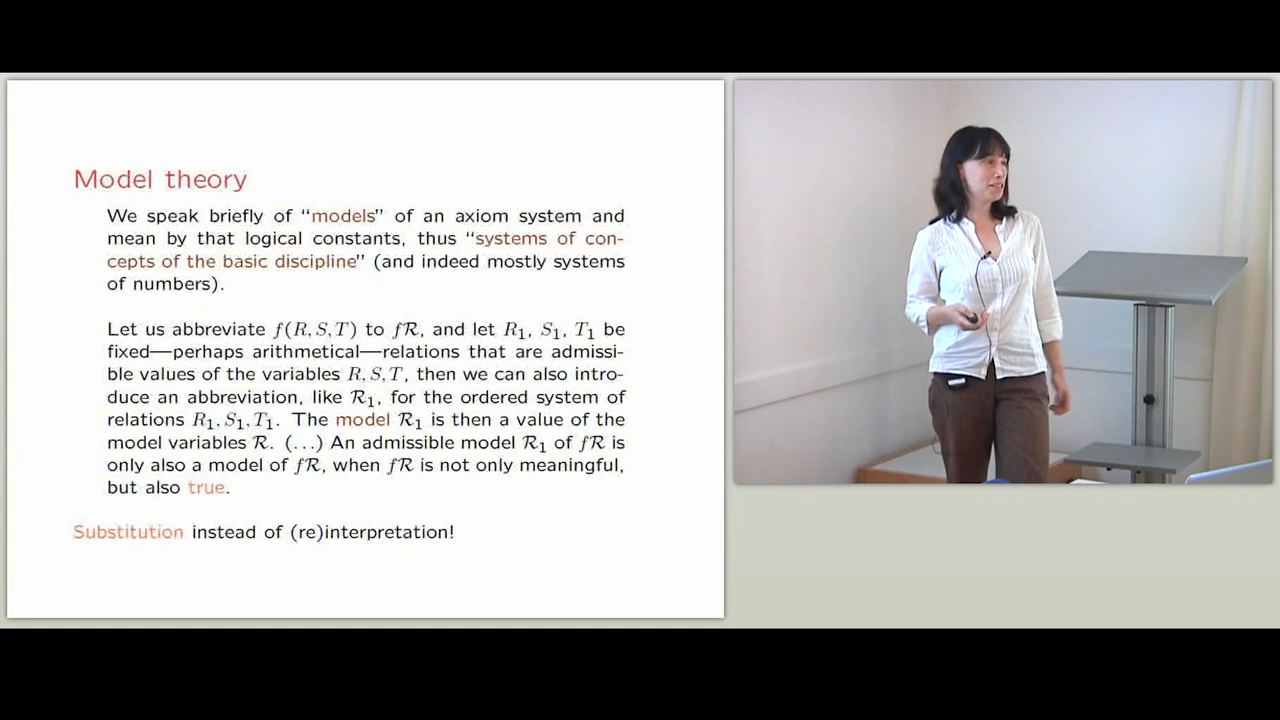 Model theory
We speak briefly of “models” of an axiom system and
mean by that logical constants, thus “systems of con-
cepts of the basic discipline” (and indeed mostly systems
of numbers).
Let us abbreviate f(R, S, T) to fℛ, and let R₁, S₁, T₁ be
fixed—perhaps arithmetical—relations that are admissi-
ble values of the variables R, S, T, then we can also intro-
duce an abbreviation, like ℛ₁, for the ordered system of
relations R₁, S₁, T₁. The model ℛ₁ is then a value of the
model variables ℛ. (...) An admissible model ℛ₁ of fℛ is
only also a model of fℛ, when fℛ is not only meaningful,
but also true.
Substitution instead of (re)interpretation!